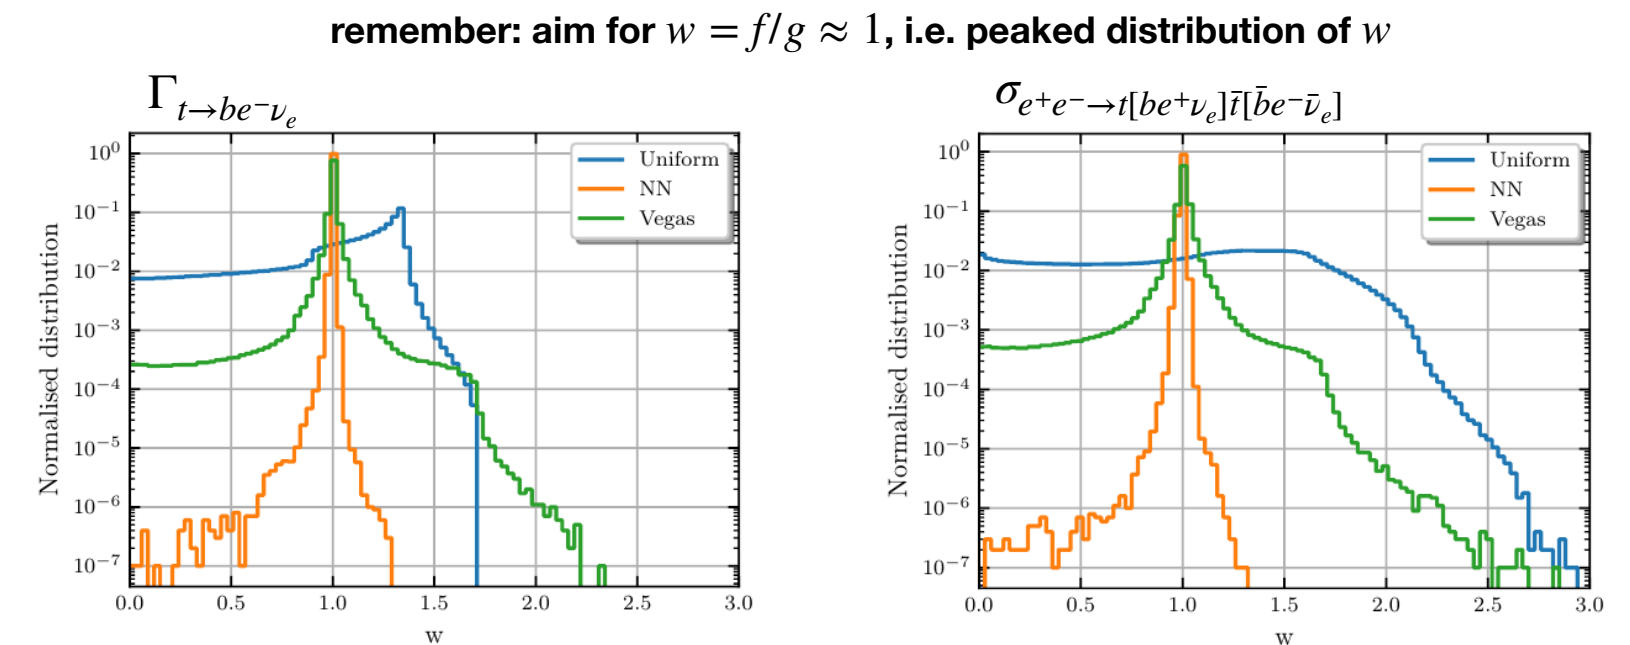 remember: aim for w = f/g ≈ 1, i.e. peaked distribution of w
Γ_{t→be⁻ν_e}
10⁰
10⁻¹
10⁻²
10⁻³
10⁻⁴
10⁻⁵
10⁻⁶
10⁻⁷
Normalised distribution
Uniform
NN
Vegas
0.0 0.5 1.0 1.5 2.0 2.5 3.0
w
σ_{e⁺e⁻→t[be⁺ν_e]t̄[b̄e⁻ν̄_e]}
10⁰
10⁻¹
10⁻²
10⁻³
10⁻⁴
10⁻⁵
10⁻⁶
10⁻⁷
Normalised distribution
Uniform
NN
Vegas
0.0 0.5 1.0 1.5 2.0 2.5 3.0
w